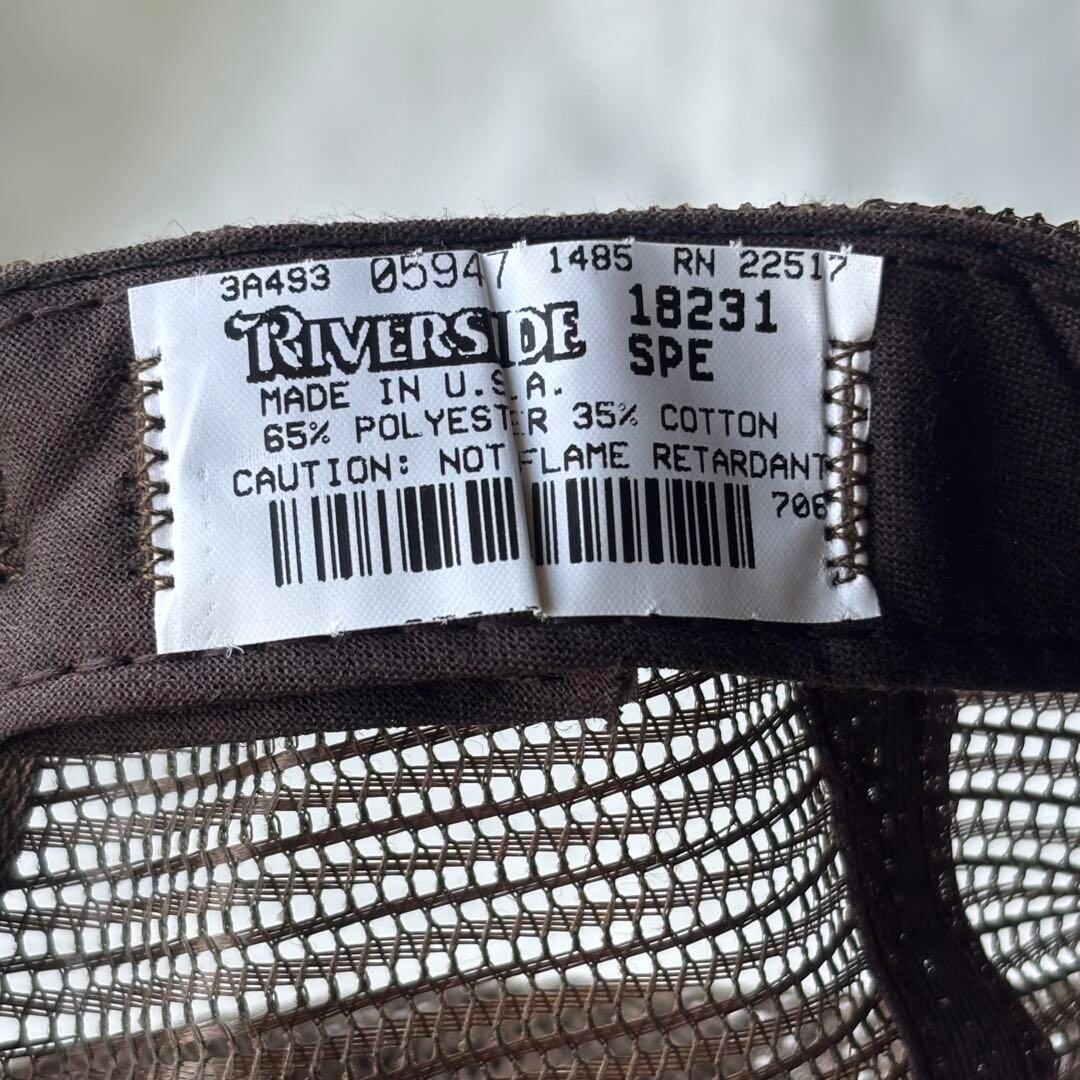 3A493 05947 1485 RN 22517
RIVERSIDE 18231
SPE
MADE IN U.S.A.
65% POLYESTER 35% COTTON
CAUTION: NOT FLAME RETARDANT
706